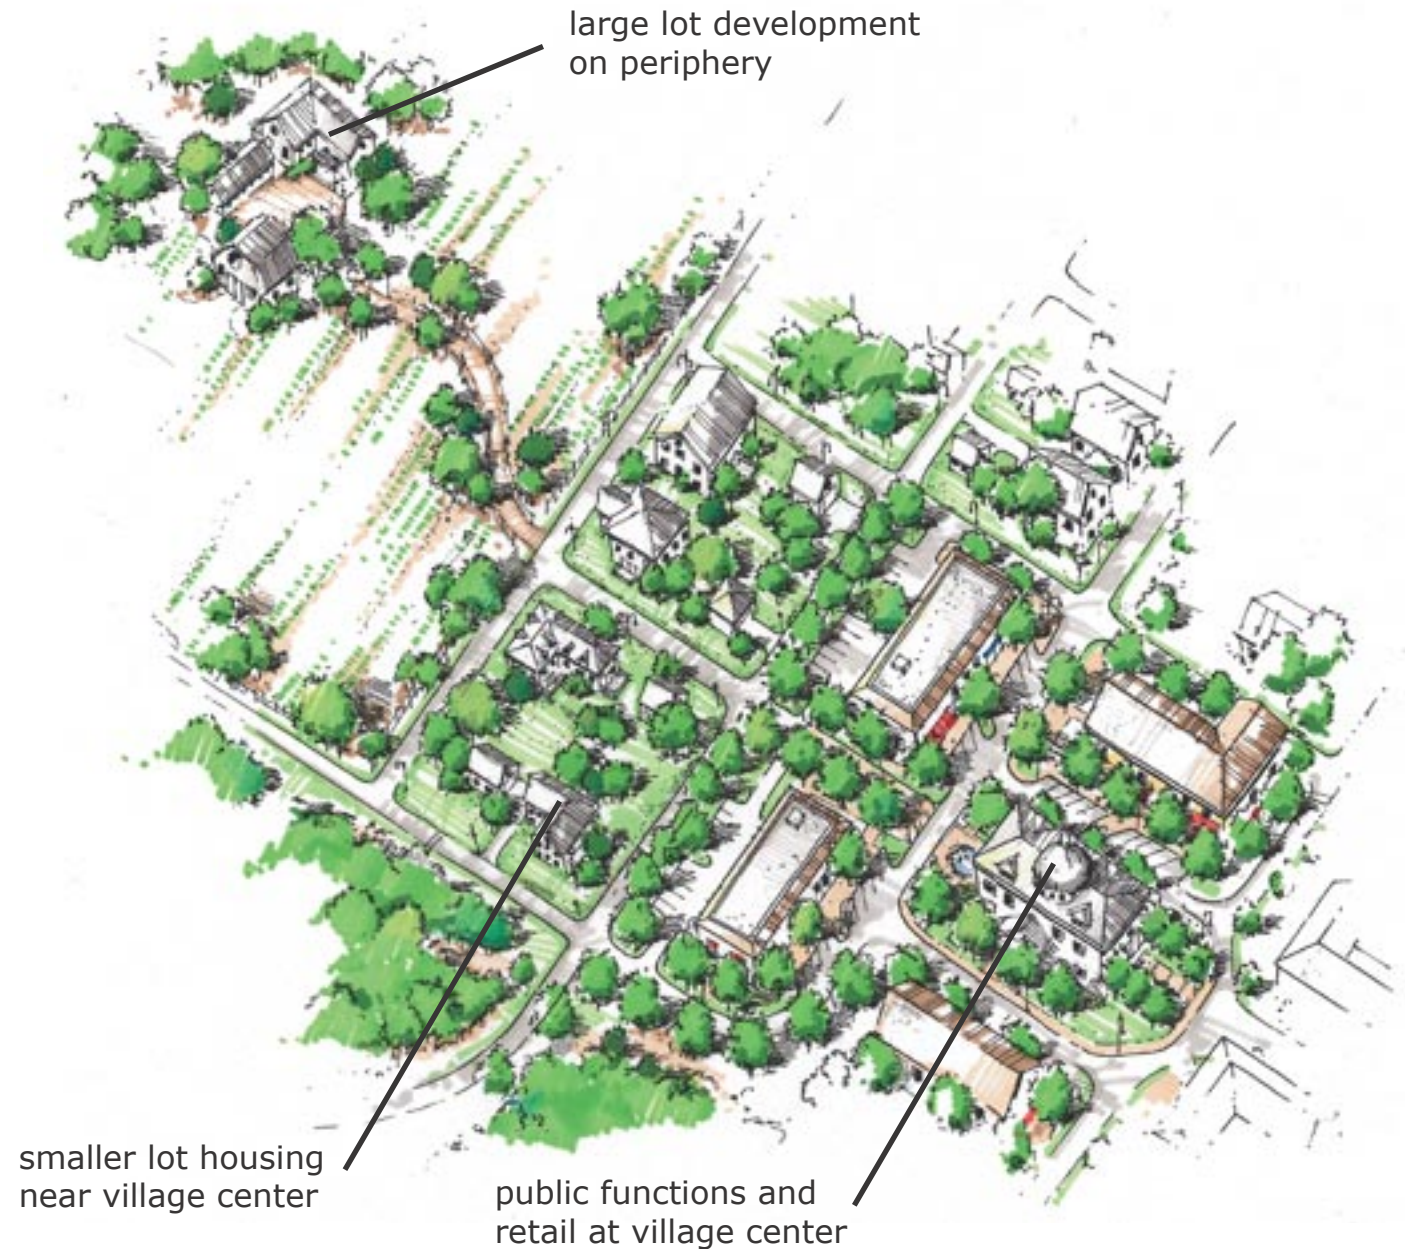 large lot development
on periphery
smaller lot housing
near village center
public functions and
retail at village center